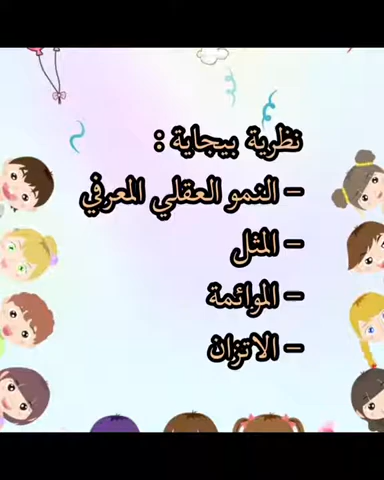 نظرية بيجاية :
- النمو العقلي المعرفي
- المثل
- الموائمة
- الاتزان